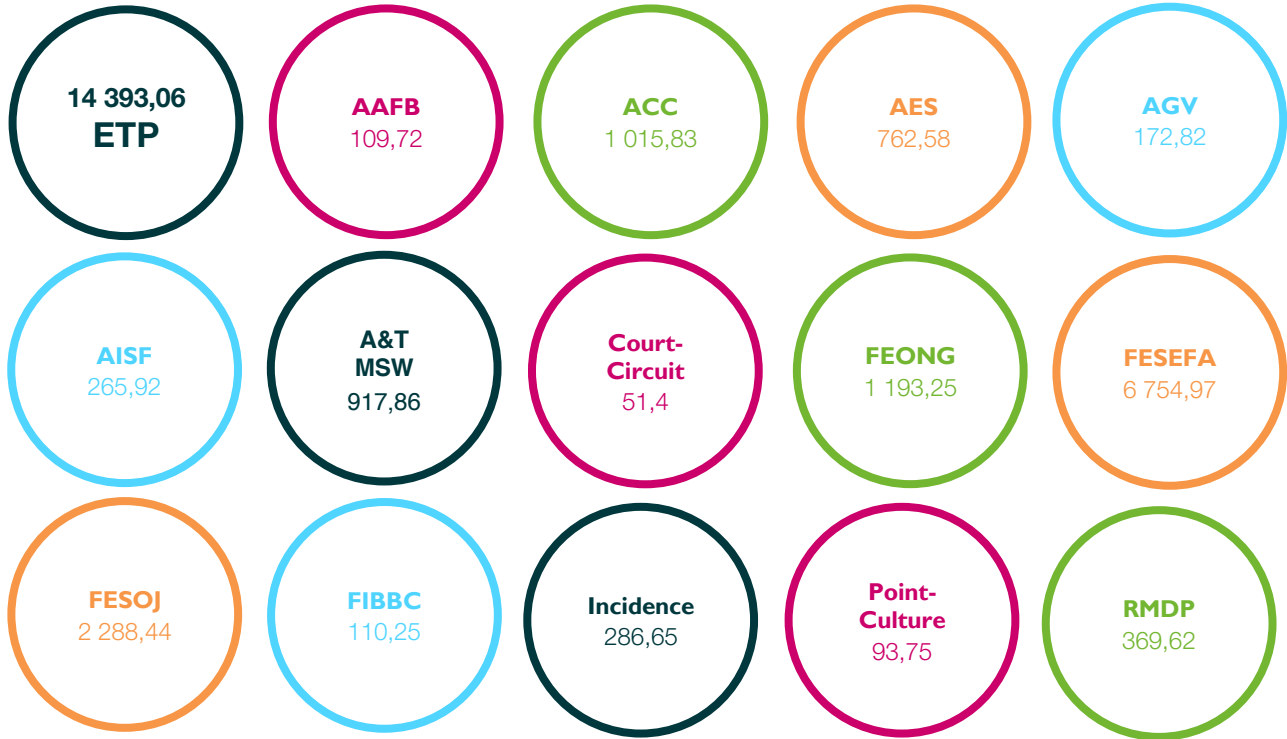 14 393,06
ETP
AAFB
109,72
ACC
1 015,83
AES
762,58
AGV
172,82
AISF
265,92
A&T
MSW
917,86
Court-
Circuit
51,4
FEONG
1 193,25
FESEFA
6 754,97
FESOJ
2 288,44
FIBBC
110,25
Incidence
286,65
Point-
Culture
93,75
RMDP
369,62